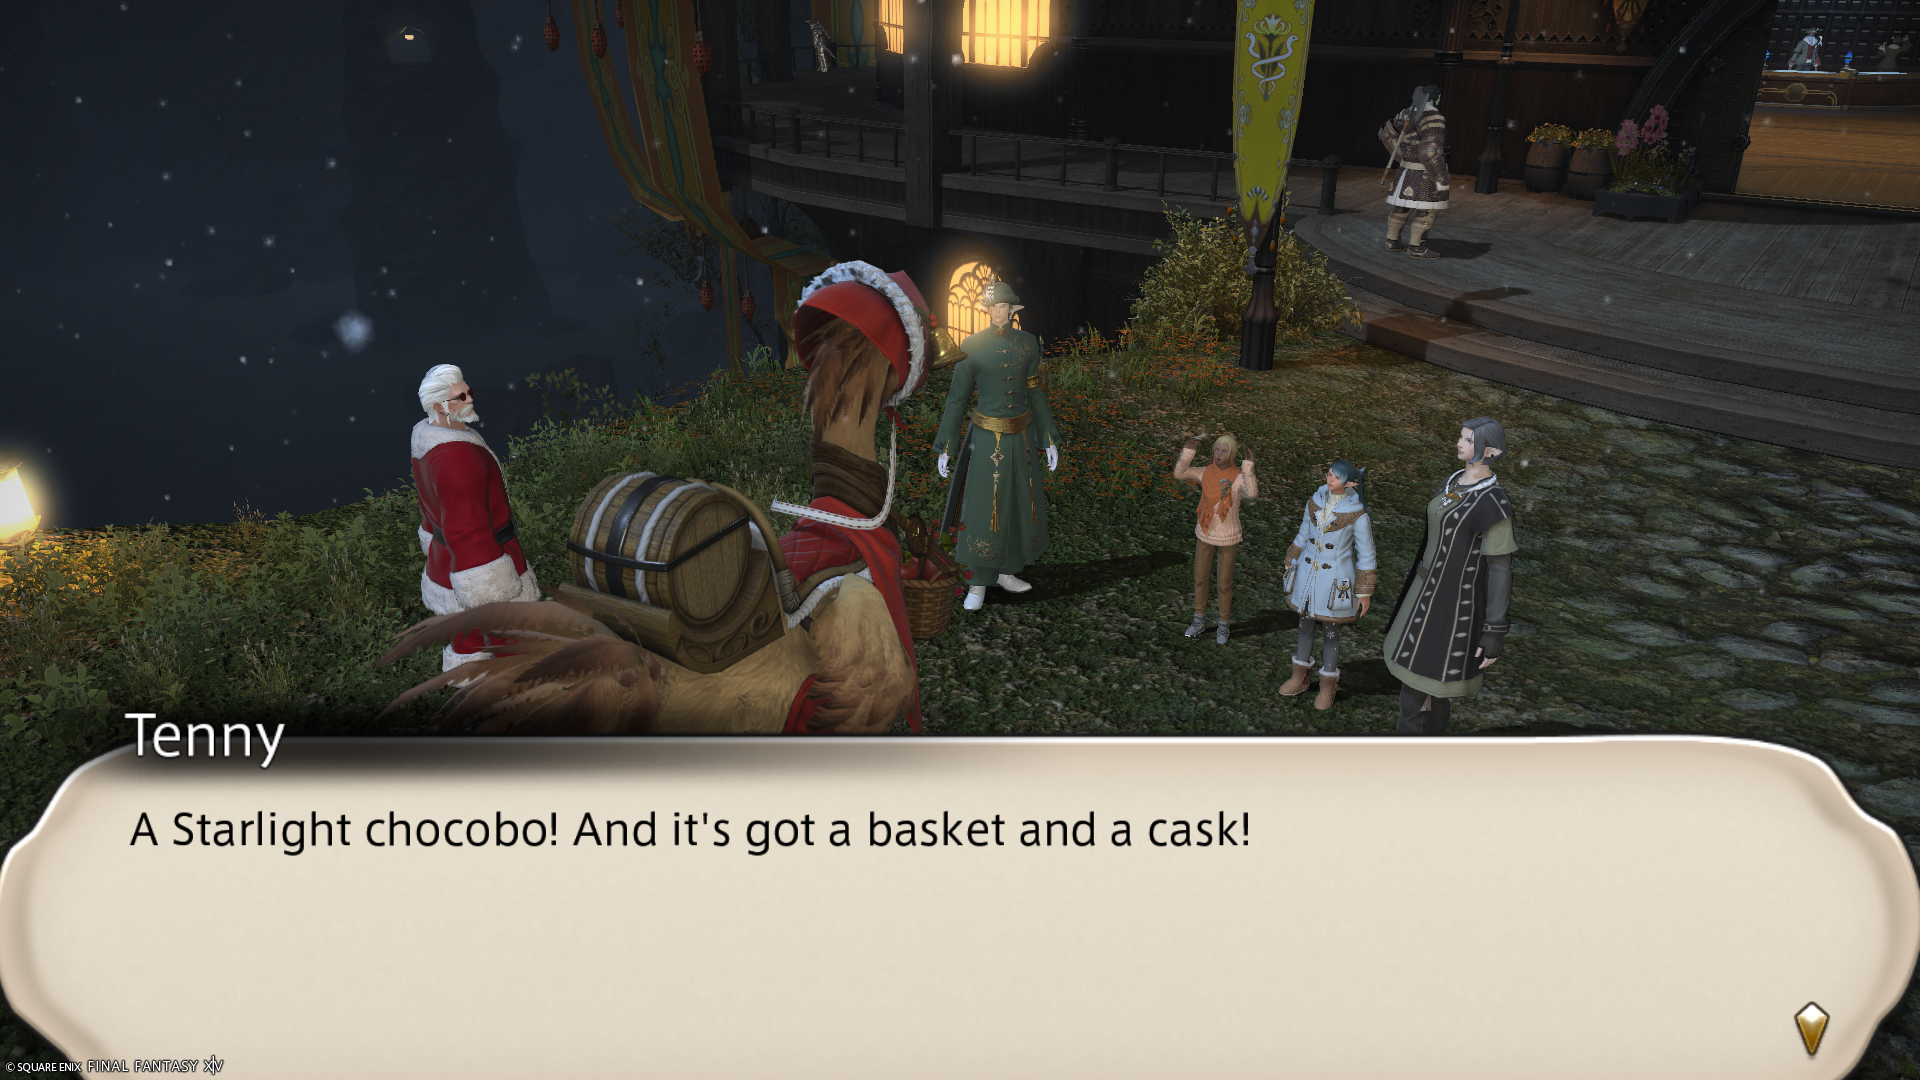 Tenny
A Starlight chocobo! And it's got a basket and a cask!
© SQUARE ENIX FINAL FANTASY XIV